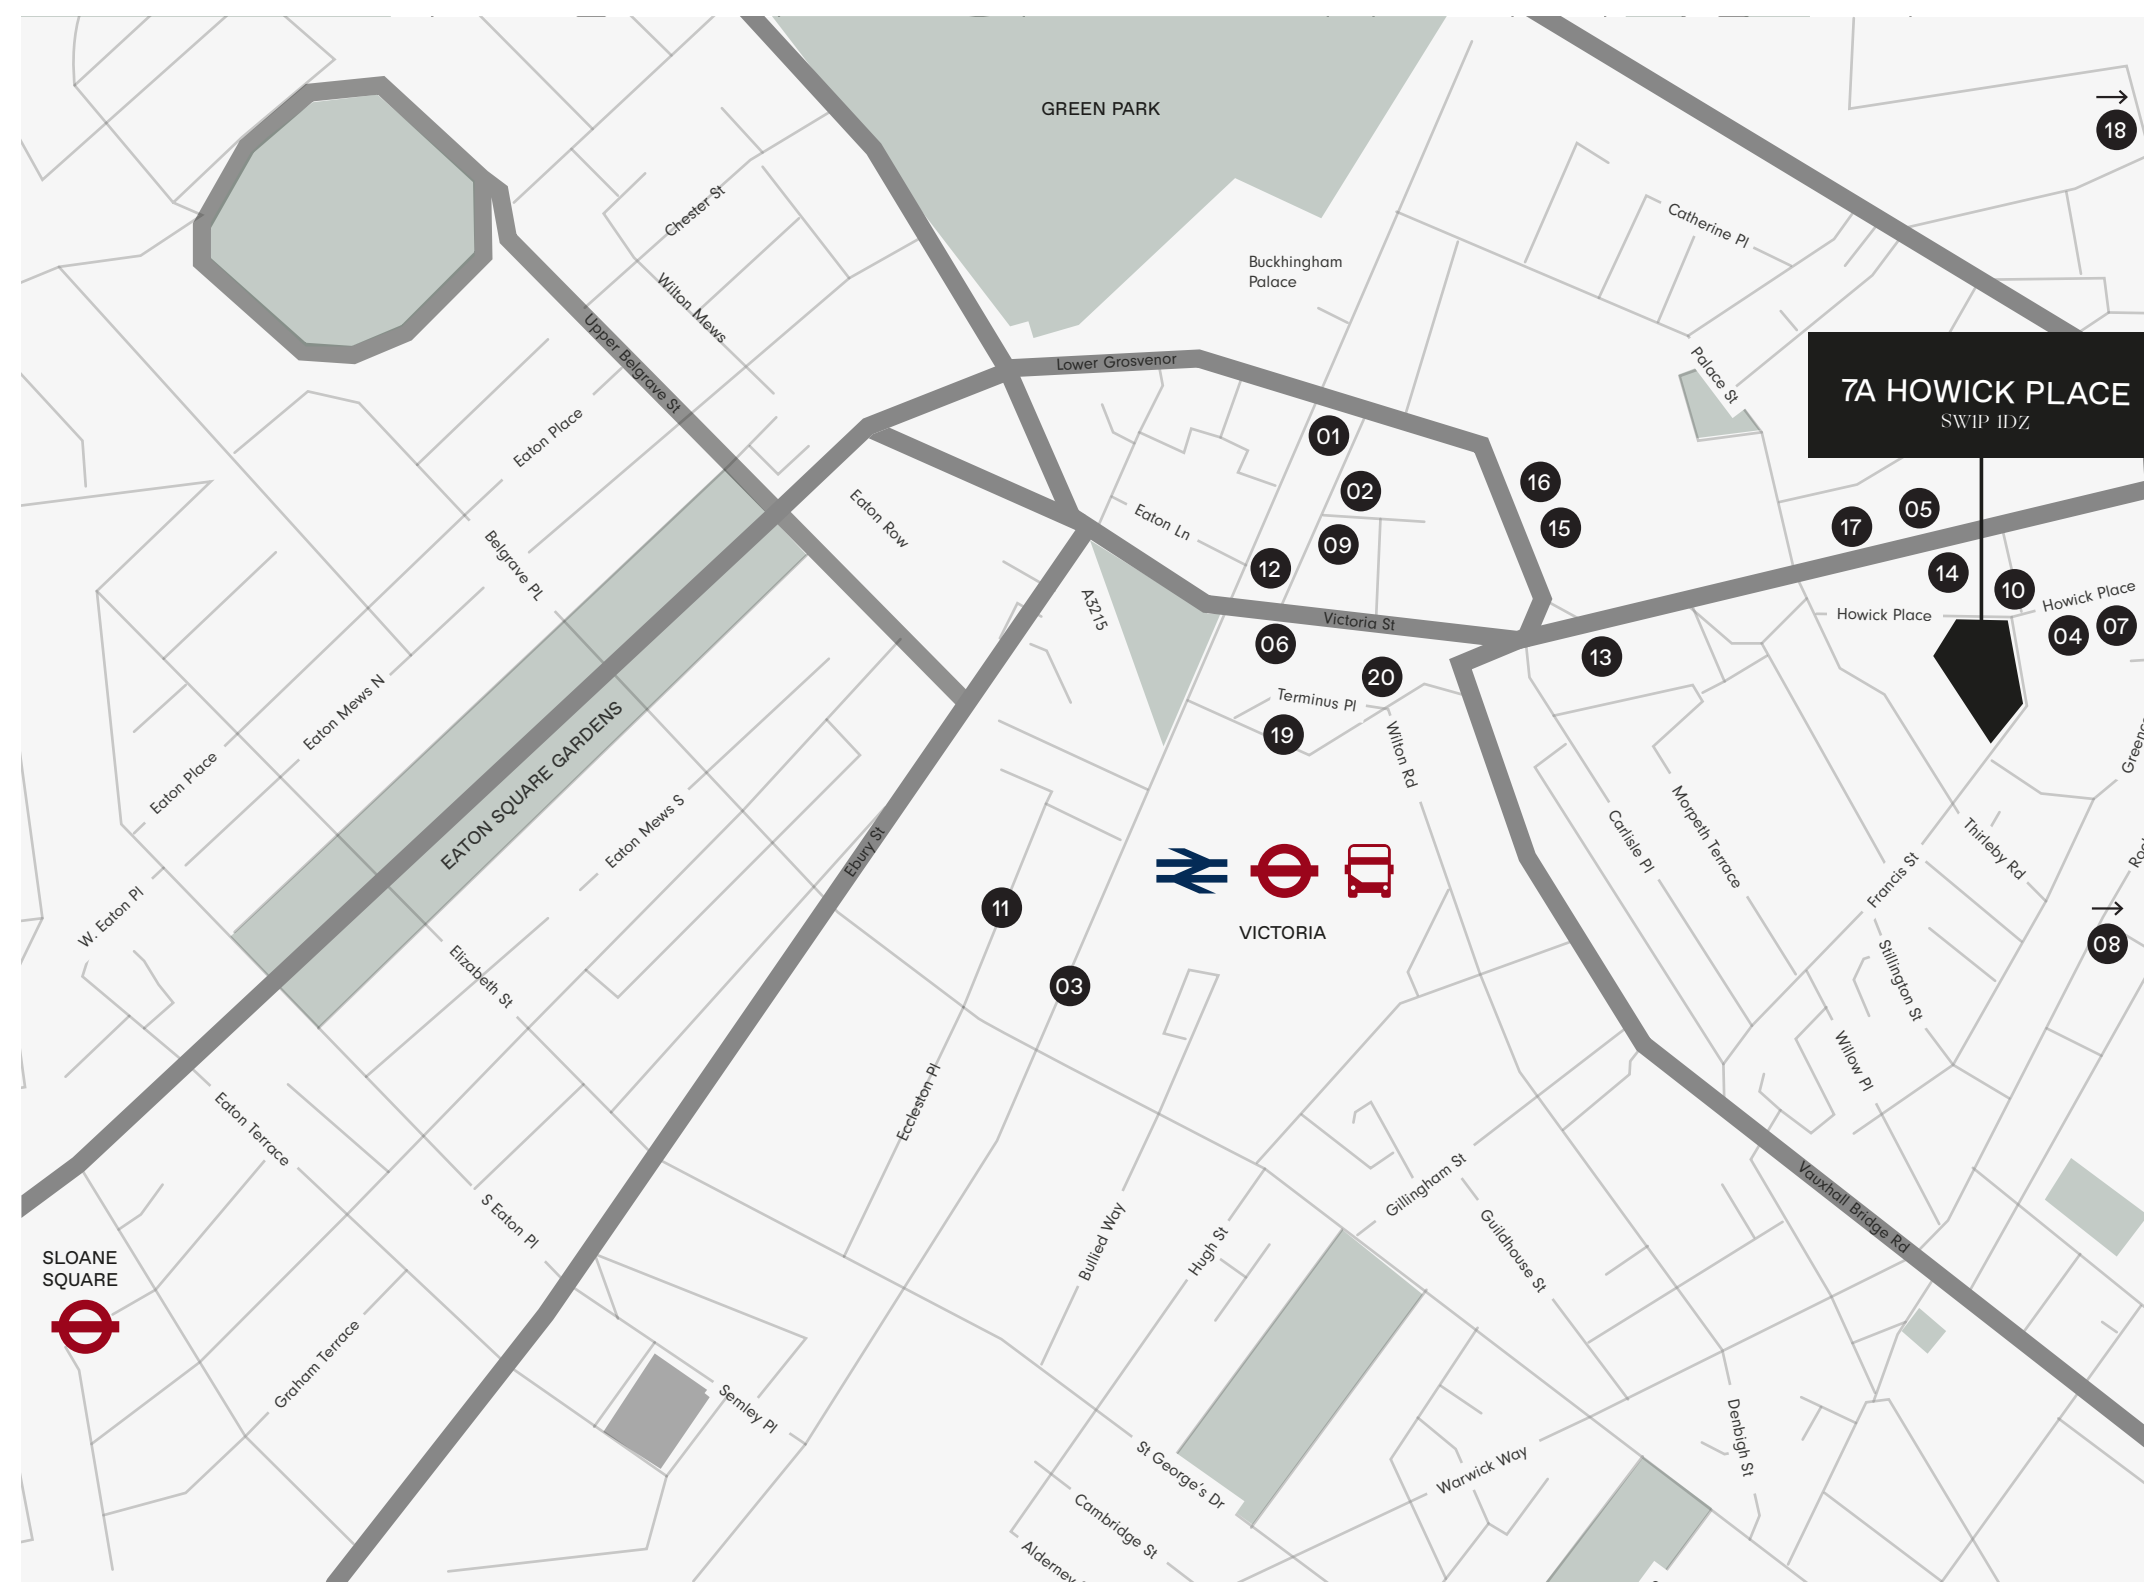 GREEN PARK
18
Chester St
Catherine Pl
Buckhingham
Palace
Wilton Mews
Upper Belgrave St
Lower Grosvenor
Palace St
7A HOWICK PLACE
SW1P 1DZ
Eaton Place
01
02
16
15
05
17
Eaton Row
Eaton Ln
09
12
Belgrave PL
14
10
Howick Place
Howick Place
A3215
Victoria St
04
07
06
13
20
Terminus Pl
19
Eaton Mews N
EATON SQUARE GARDENS
Wilton Rd
Eaton Place
Eaton Mews S
Ebury St
Carlisle Pl
Morpeth Terrace
Thirleby Rd
Francis St
W. Eaton Pl
11
VICTORIA
08
Elizabeth St
03
Stillington St
Willow Pl
Eccleston Pl
Eaton Terrace
S Eaton Pl
Bullied Way
Hugh St
Gillingham St
Guildhouse St
Vauxhall Bridge Rd
SLOANE
SQUARE
Graham Terrace
Semley Pl
St George's Dr
Warwick Way
Denbigh St
Cambridge St
Alderney